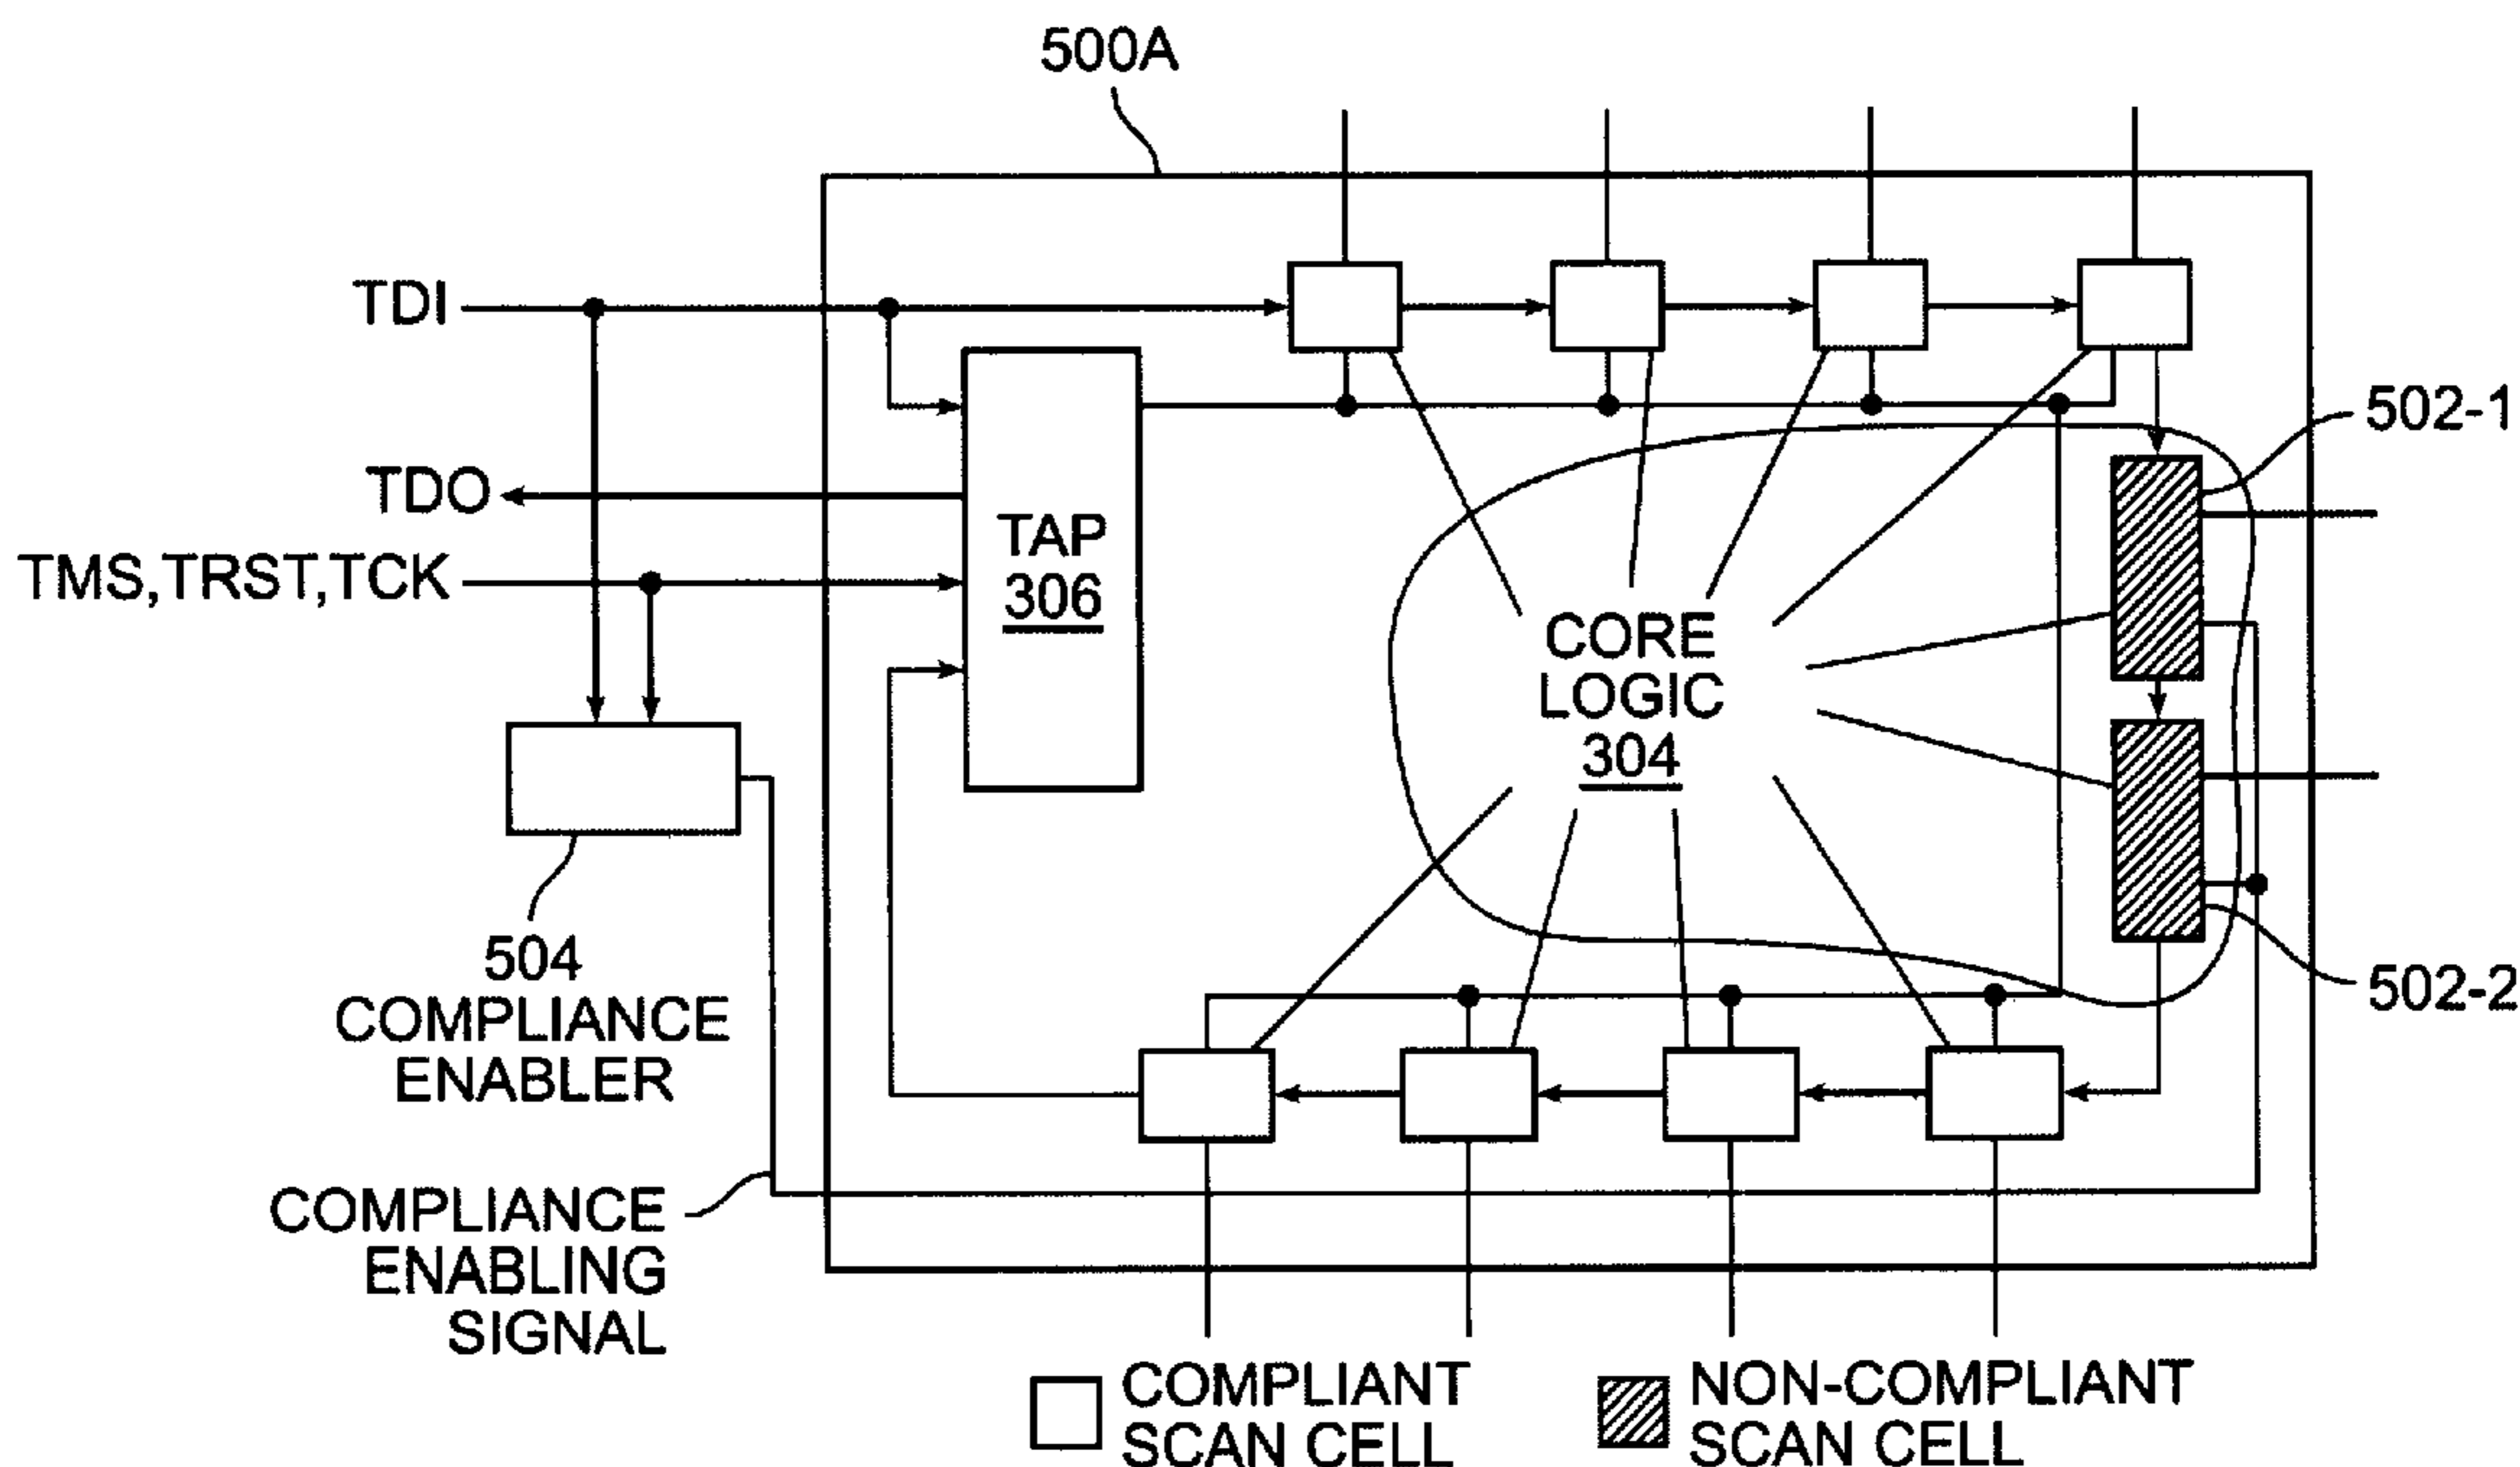 500A
TDI
502-1
TDO
TAP
306
TMS,TRST,TCK
CORE
LOGIC
304
504
COMPLIANCE
ENABLER
502-2
COMPLIANCE
ENABLING
SIGNAL
COMPLIANT
SCAN CELL
NON-COMPLIANT
SCAN CELL